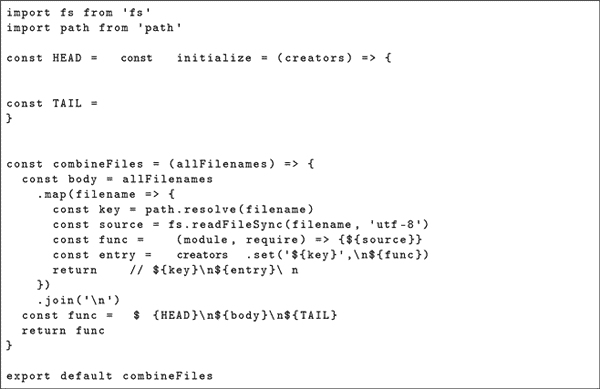 import fs from 'fs'
import path from 'path'
const HEAD = const initialize = (creators) => {
const TAIL =
}
const combineFiles = (allFilenames) => {
const body = allFilenames
.map(filename => {
const key = path.resolve(filename)
const source = fs.readFileSync(filename, 'utf-8')
const func = (module, require) => {${source}}
const entry = creators .set('${key}',\n${func})
return // ${key}\n${entry}\ n
})
.join('\n')
const func = $ {HEAD}\n${body}\n${TAIL}
return func
}
export default combineFiles